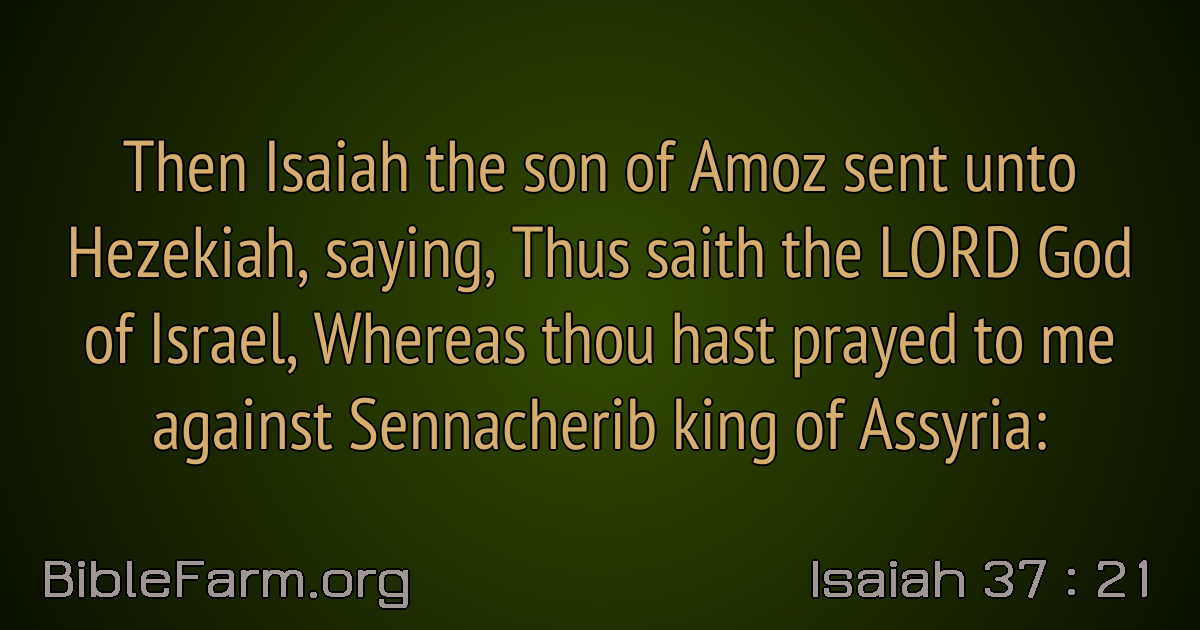 Then Isaiah the son of Amoz sent unto
Hezekiah, saying, Thus saith the LORD God
of Israel, Whereas thou hast prayed to me
against Sennacherib king of Assyria:
BibleFarm.org
Isaiah 37 : 21